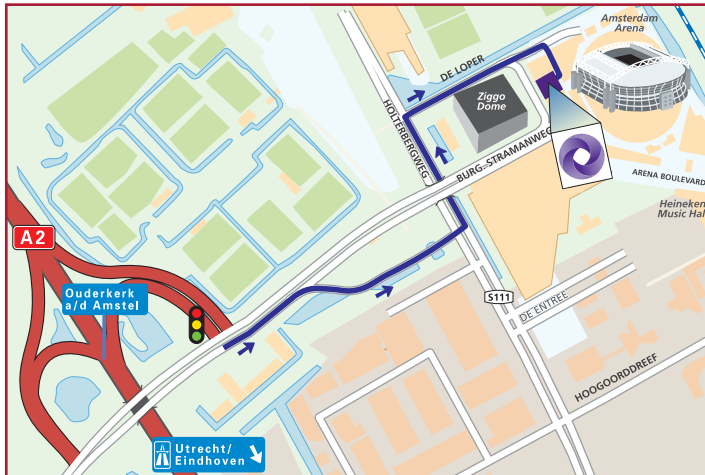 Amsterdam
Arena
DE LOPER
Ziggo
Dome
HOLTERBERGWEG
BURG. STRAMANWEG
ARENA BOULEVARD
Heineken
Music Hal
A2
Ouderkerk
a/d Amstel
S111
DE ENTREE
HOOGOORDDREEF
Utrecht/
Eindhoven